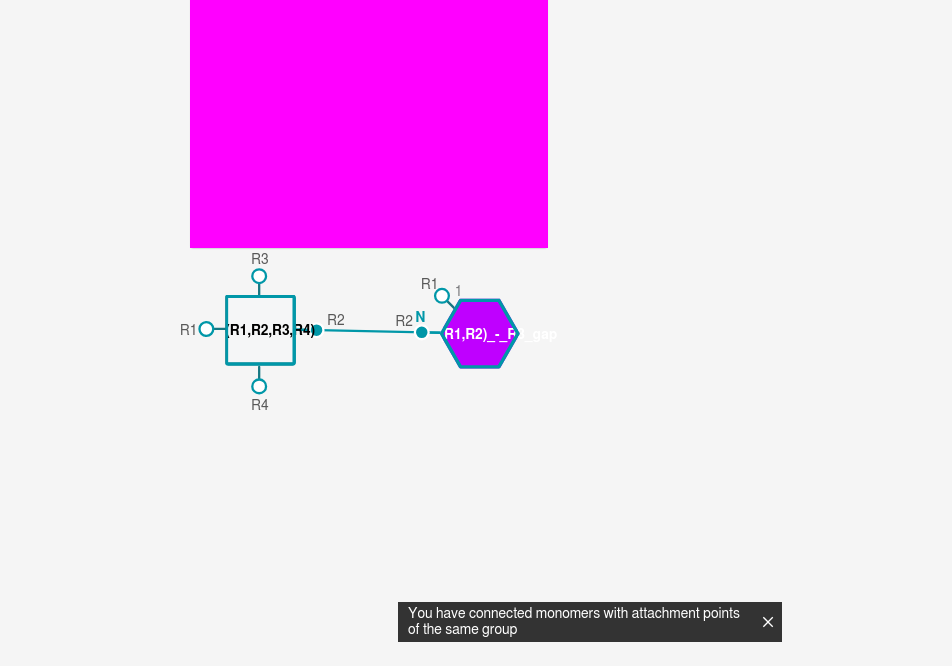 R3
R1
1
R2
R2
N
R1
(R1,R2,R3,R4)
R1,R2)_-_R
_gap
R4
You have connected monomers with attachment points
of the same group